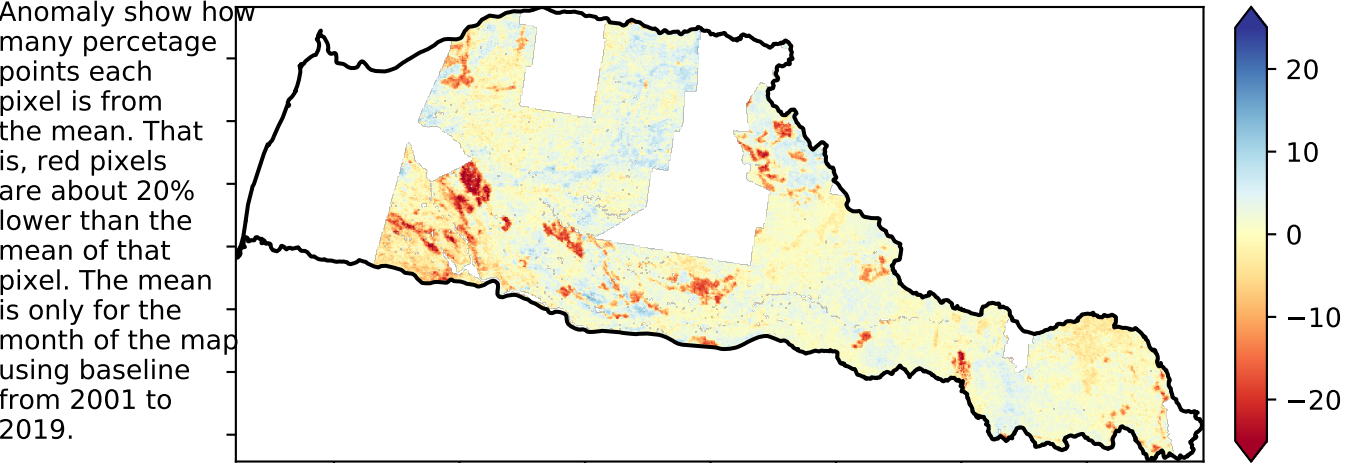 Anomaly show how
many percetage
points each
pixel is from
the mean. That
is, red pixels
are about 20%
lower than the
mean of that
pixel. The mean
is only for the
month of the map
using baseline
from 2001 to
2019.
20
10
0
−10
−20